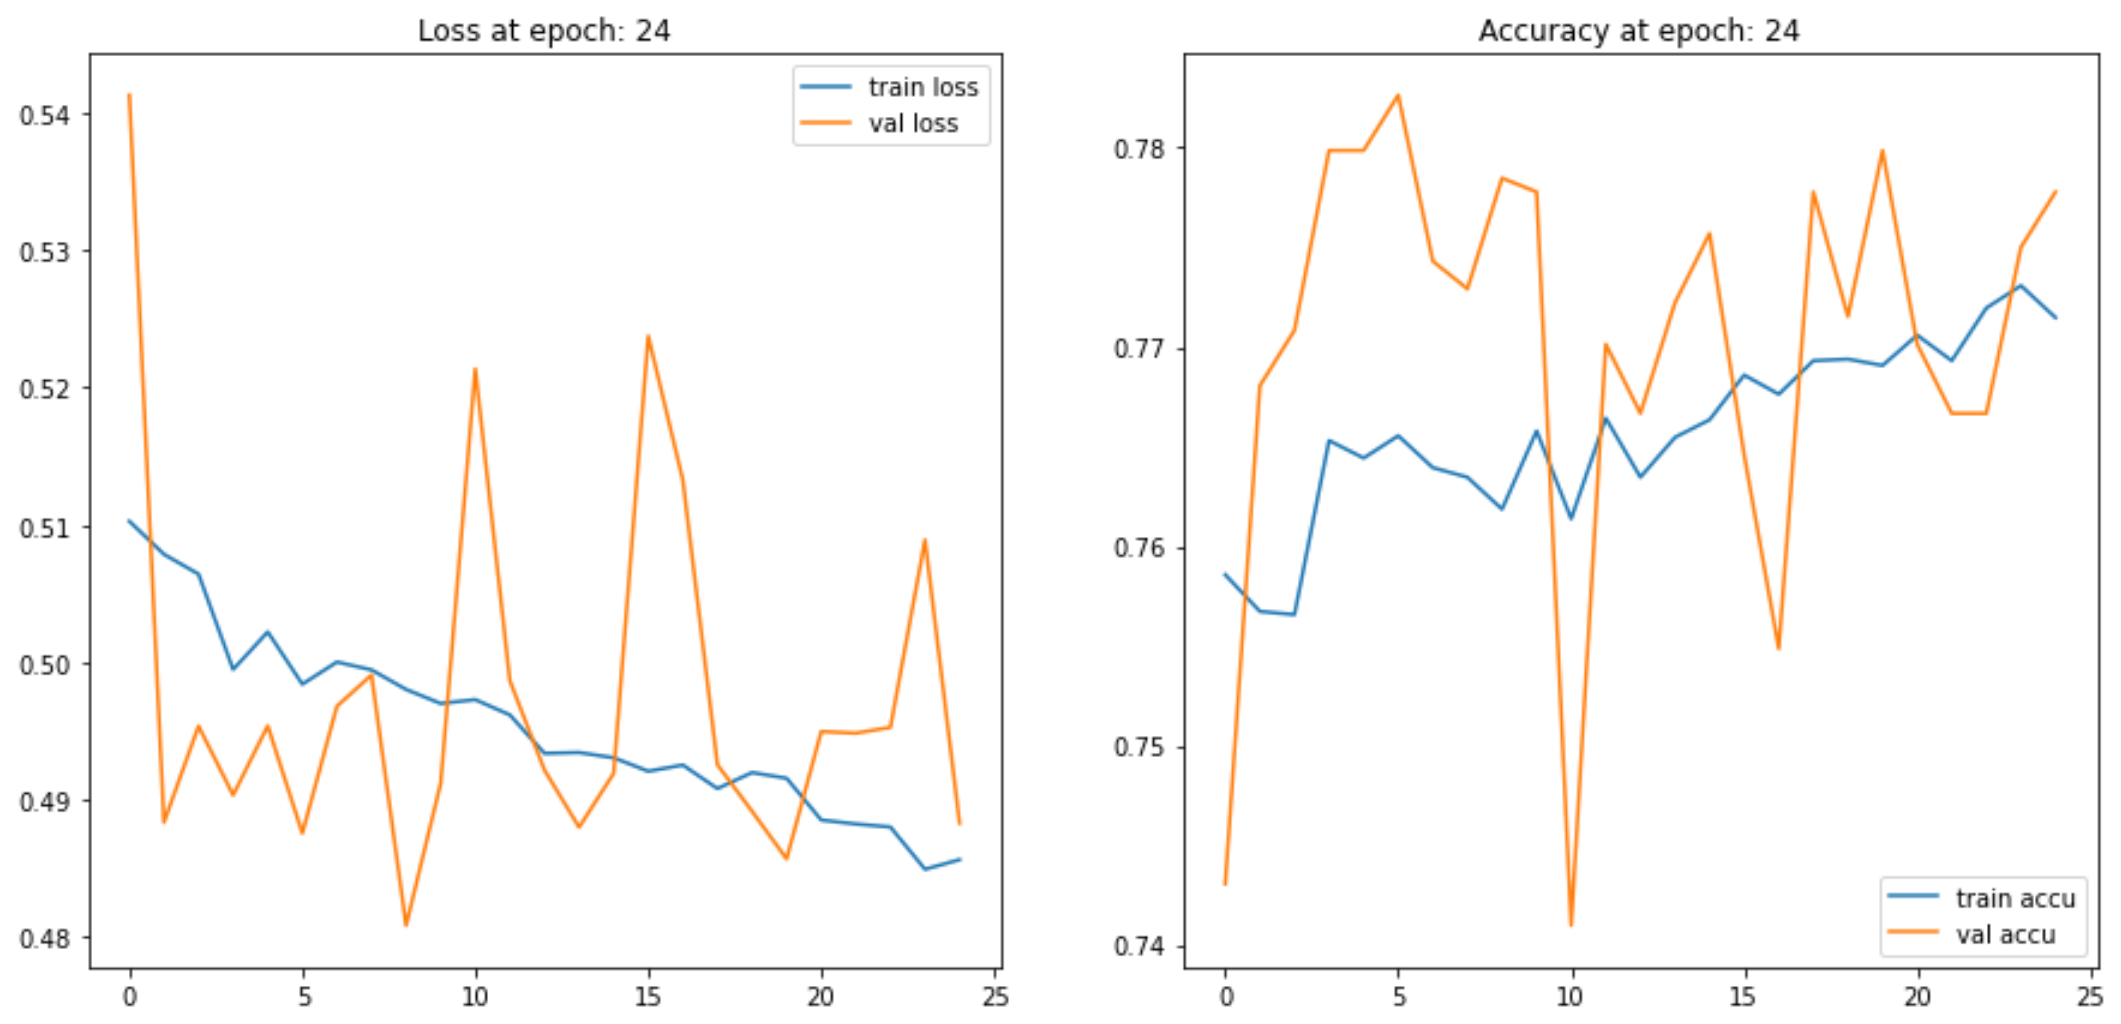 Loss at epoch: 24
train loss
val loss
0.54
0.53
0.52
0.51
0.50
0.49
0.48
0 5 10 15 20 25
Accuracy at epoch: 24
0.78
0.77
0.76
0.75
0.74
train accu
val accu
0 5 10 15 20 25